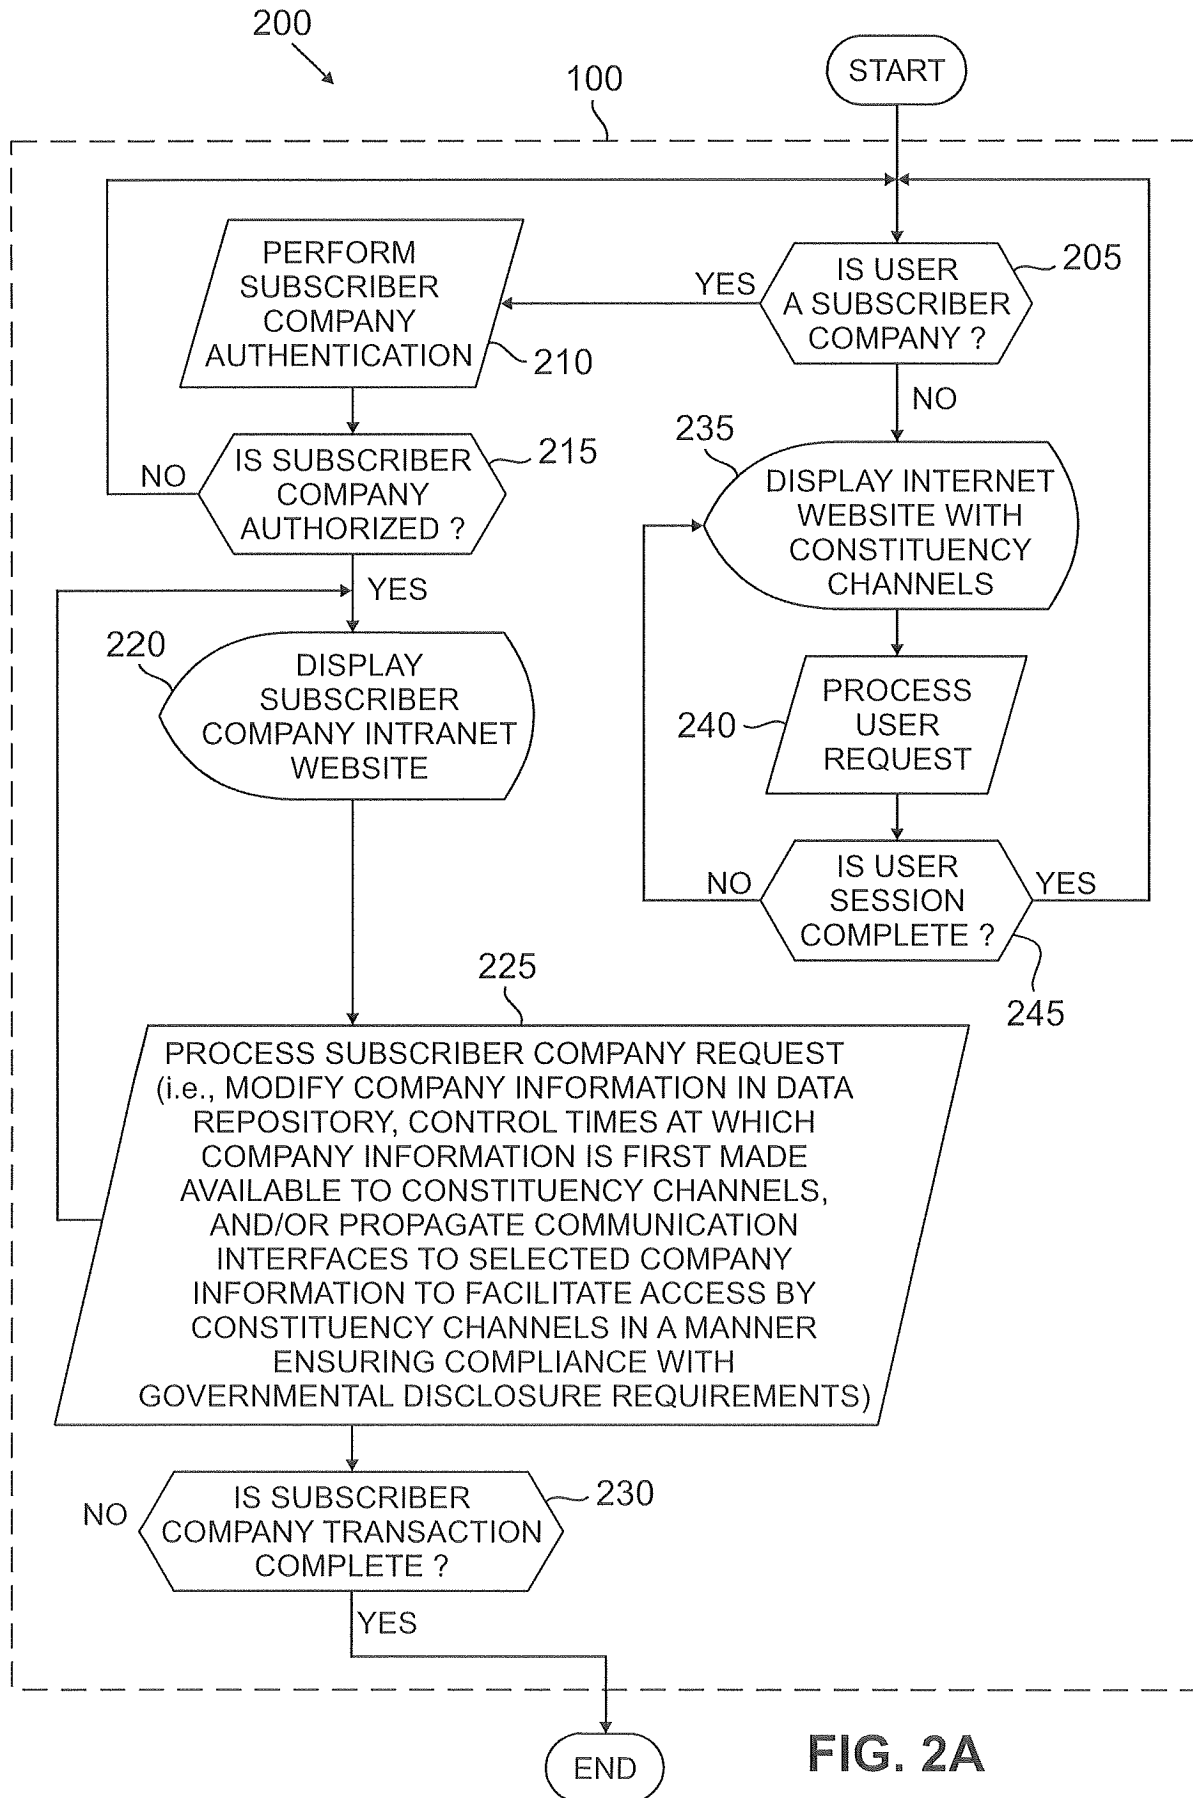 200
START
100
PERFORM
SUBSCRIBER
COMPANY
AUTHENTICATION
210
YES
IS USER
A SUBSCRIBER
COMPANY ?
205
NO
NO
IS SUBSCRIBER
COMPANY
AUTHORIZED ?
215
YES
235
DISPLAY INTERNET
WEBSITE WITH
CONSTITUENCY
CHANNELS
220
DISPLAY
SUBSCRIBER
COMPANY INTRANET
WEBSITE
240
PROCESS
USER
REQUEST
NO
IS USER
SESSION
COMPLETE ?
YES
245
225
PROCESS SUBSCRIBER COMPANY REQUEST
(i.e., MODIFY COMPANY INFORMATION IN DATA
REPOSITORY, CONTROL TIMES AT WHICH
COMPANY INFORMATION IS FIRST MADE
AVAILABLE TO CONSTITUENCY CHANNELS,
AND/OR PROPAGATE COMMUNICATION
INTERFACES TO SELECTED COMPANY
INFORMATION TO FACILITATE ACCESS BY
CONSTITUENCY CHANNELS IN A MANNER
ENSURING COMPLIANCE WITH
GOVERNMENTAL DISCLOSURE REQUIREMENTS)
NO
IS SUBSCRIBER
COMPANY TRANSACTION
COMPLETE ?
230
YES
END
FIG. 2A